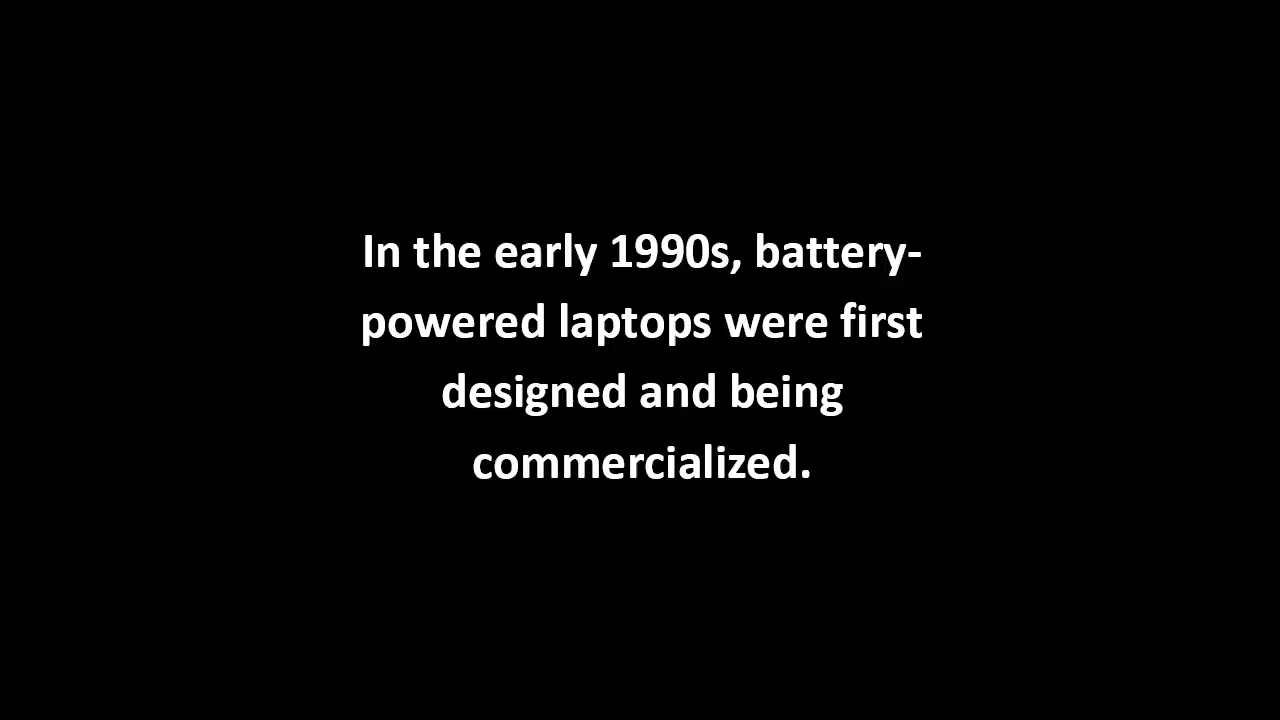 In the early 1990s, battery-
powered laptops were first
designed and being
commercialized.